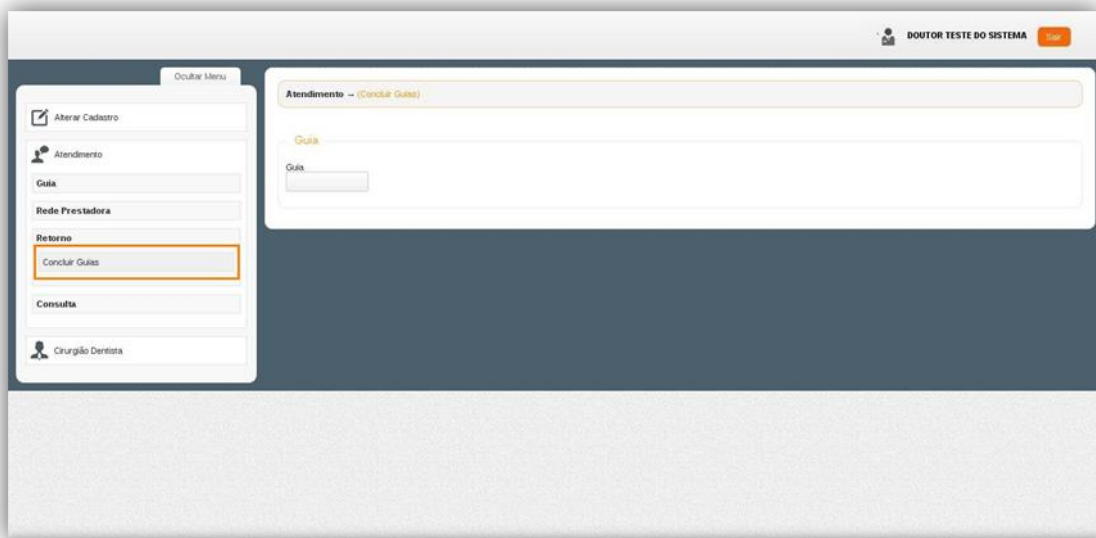 DOUTOR TESTE DO SISTEMA
Sair
Ocultar Menu
Alterar Cadastro
Atendimento
Guia
Rede Prestadora
Retorno
Concluir Guias
Consulta
Cirurgião Dentista
Atendimento → (Concluir Guias)
Guia
Guia